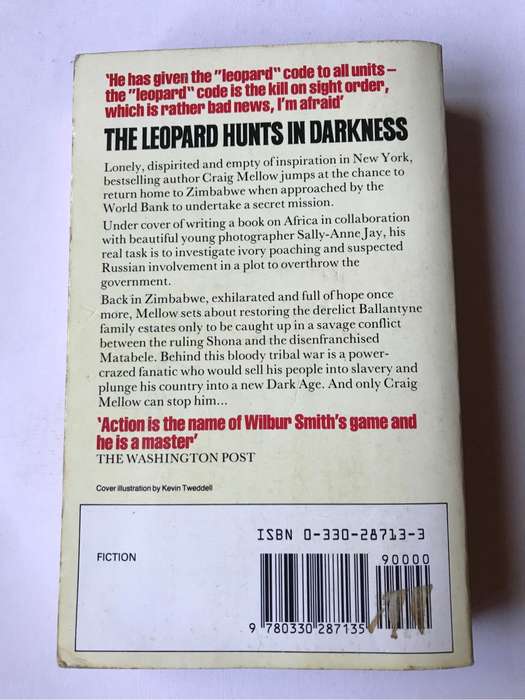 'He has given the "leopard" code to all units –
the "leopard" code is the kill on sight order,
which is rather bad news, I'm afraid'
THE LEOPARD HUNTS IN DARKNESS
Lonely, dispirited and empty of inspiration in New York,
bestselling author Craig Mellow jumps at the chance to
return home to Zimbabwe when approached by the
World Bank to undertake a secret mission.
Under cover of writing a book on Africa in collaboration
with beautiful young photographer Sally-Anne Jay, his
real task is to investigate ivory poaching and suspected
Russian involvement in a plot to overthrow the
government.
Back in Zimbabwe, exhilarated and full of hope once
more, Mellow sets about restoring the derelict Ballantyne
family estates only to be caught up in a savage conflict
between the ruling Shona and the disenfranchised
Matabele. Behind this bloody tribal war is a power-
crazed fanatic who would sell his people into slavery and
plunge his country into a new Dark Age. And only Craig
Mellow can stop him...
'Action is the name of Wilbur Smith's game and
he is a master'
THE WASHINGTON POST
Cover illustration by Kevin Tweddell
ISBN 0-330-28713-3
FICTION
90000
9 780330 287135